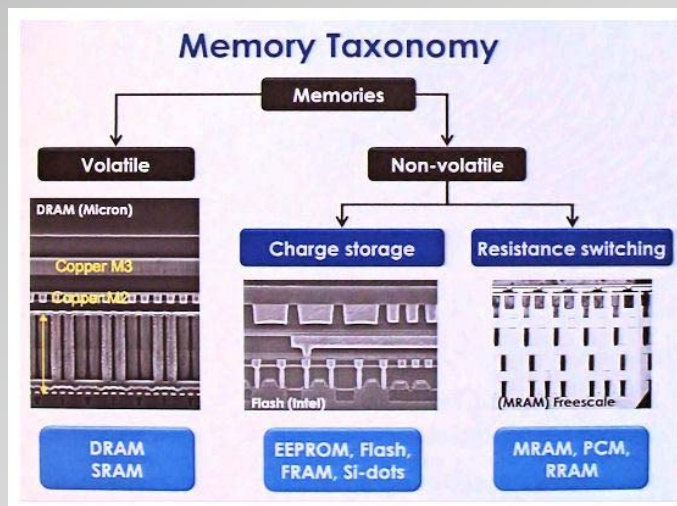 Memory Taxonomy
Memories
Volatile
Non-volatile
DRAM (Micron)
Copper M3
Copper M2
Charge storage
Resistance switching
Flash (Intel)
(MRAM) Freescale
DRAM
SRAM
EEPROM, Flash,
FRAM, Si-dots
MRAM, PCM,
RRAM